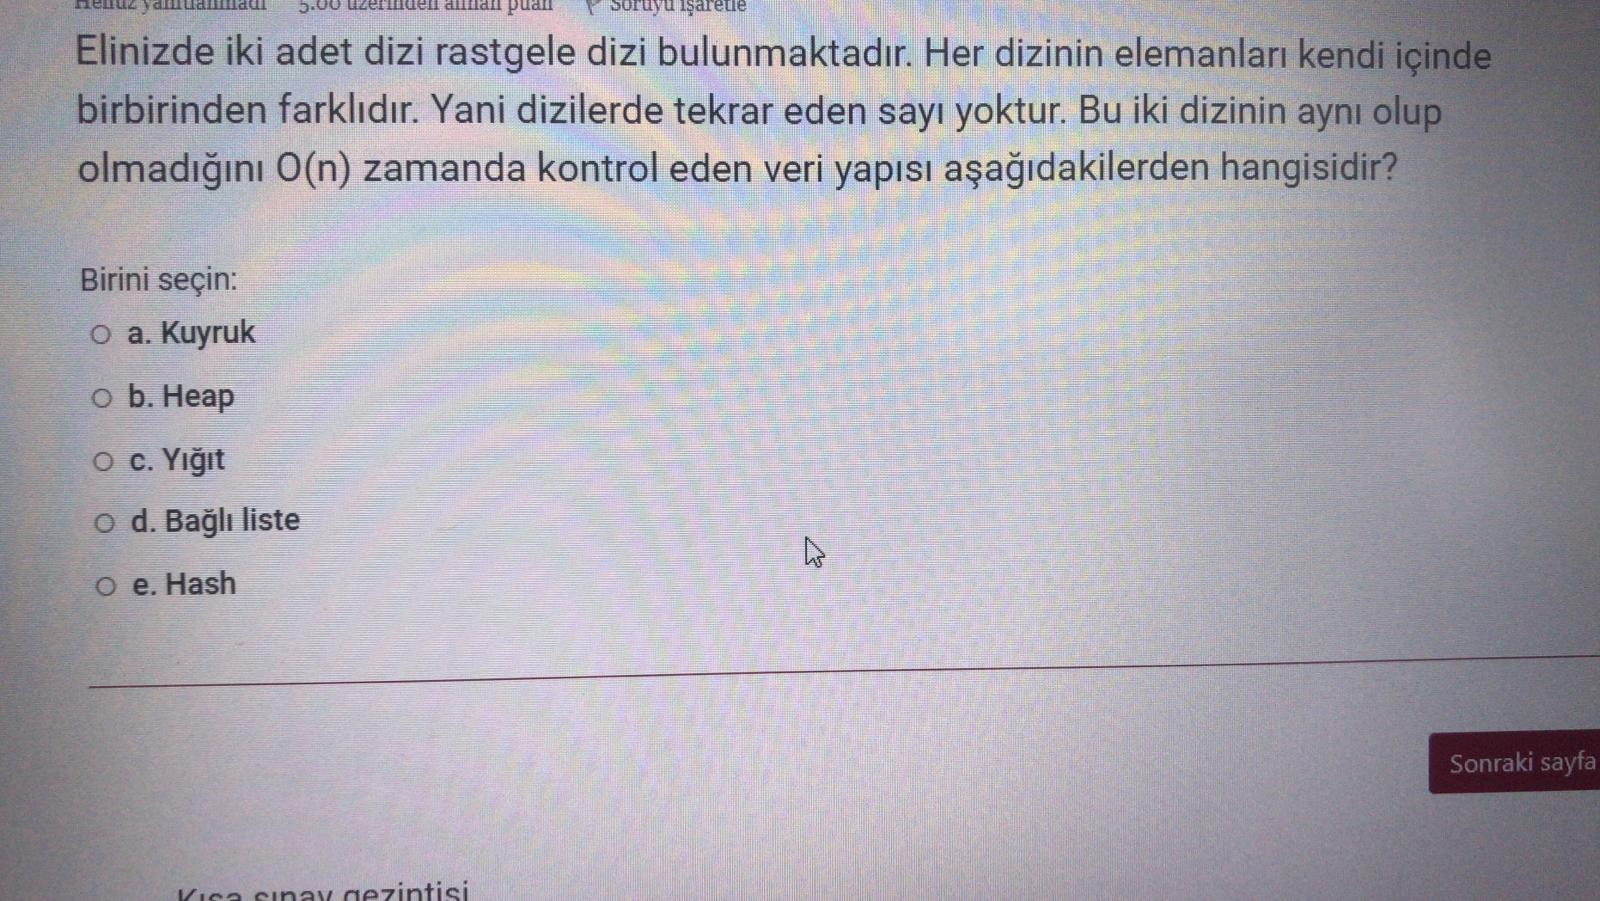 Henüz yanıtlanmadı 5.00 üzerinden alınan puan Soruyu işaretle
Elinizde iki adet dizi rastgele dizi bulunmaktadır. Her dizinin elemanları kendi içinde
birbirinden farklıdır. Yani dizilerde tekrar eden sayı yoktur. Bu iki dizinin aynı olup
olmadığını O(n) zamanda kontrol eden veri yapısı aşağıdakilerden hangisidir?
Birini seçin:
a. Kuyruk
b. Heap
c. Yığıt
d. Bağlı liste
e. Hash
Sonraki sayfa
Kısa sınav gezintisi